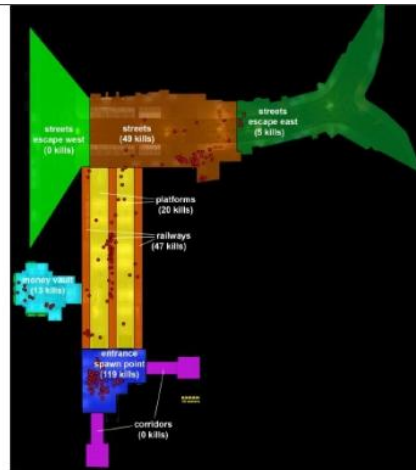 streets
escape west
(0 kills)
streets
(49 kills)
streets
escape east
(5 kills)
platforms
(20 kills)
railways
(47 kills)
money vault
(13 kills)
entrance
spawn point
(119 kills)
corridors
(0 kills)